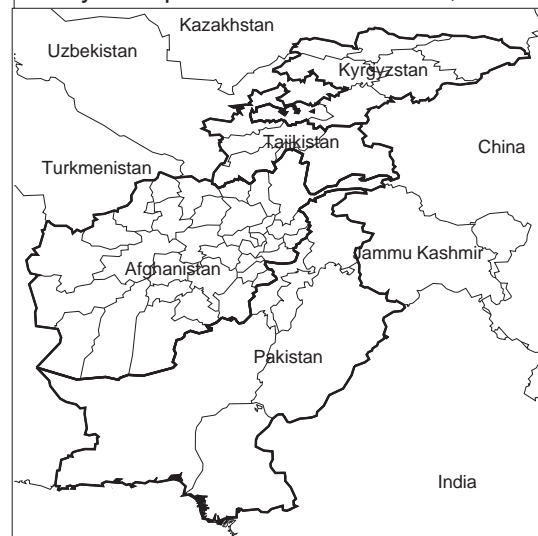 Kazakhstan
Uzbekistan
Kyrgyzstan
Tajikistan
China
Turkmenistan
Jammu Kashmir
Afghanistan
Pakistan
India